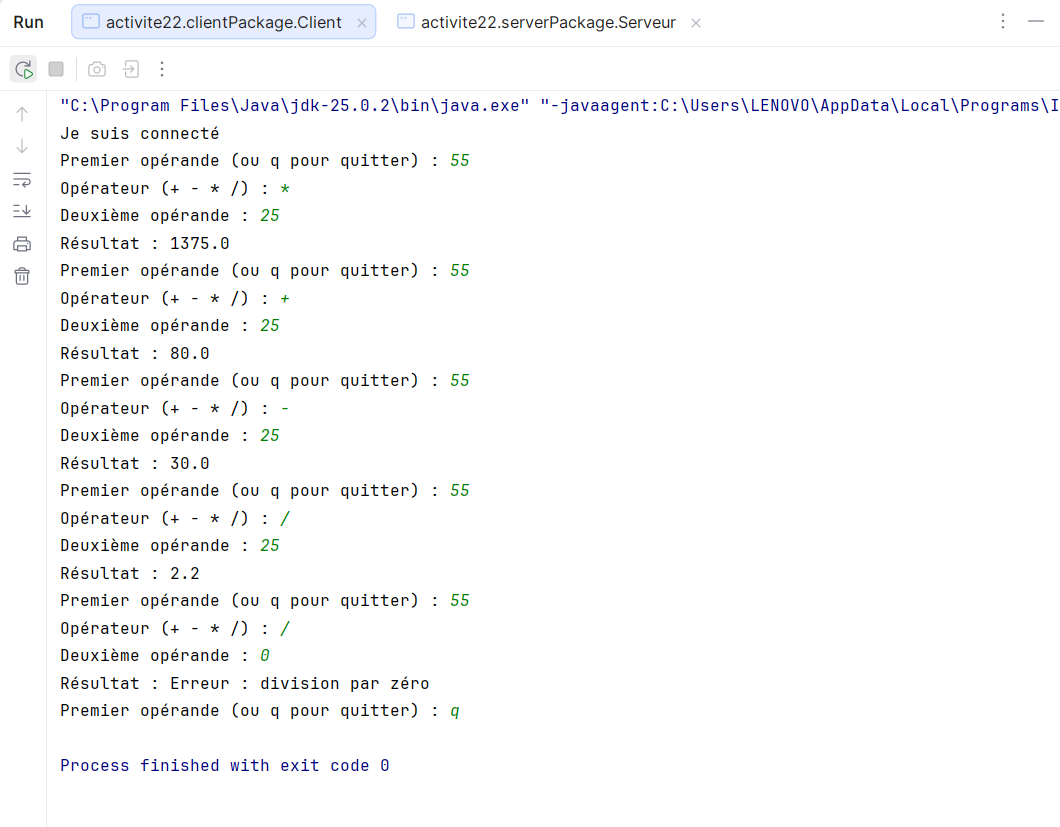 Run activite22.clientPackage.Client activite22.serverPackage.Serveur
"C:\Program Files\Java\jdk-25.0.2\bin\java.exe" "-javaagent:C:\Users\LENOVO\AppData\Local\Programs\I
Je suis connecté
Premier opérande (ou q pour quitter) : 55
Opérateur (+ - * /) : *
Deuxième opérande : 25
Résultat : 1375.0
Premier opérande (ou q pour quitter) : 55
Opérateur (+ - * /) : +
Deuxième opérande : 25
Résultat : 80.0
Premier opérande (ou q pour quitter) : 55
Opérateur (+ - * /) : -
Deuxième opérande : 25
Résultat : 30.0
Premier opérande (ou q pour quitter) : 55
Opérateur (+ - * /) : /
Deuxième opérande : 25
Résultat : 2.2
Premier opérande (ou q pour quitter) : 55
Opérateur (+ - * /) : /
Deuxième opérande : 0
Résultat : Erreur : division par zéro
Premier opérande (ou q pour quitter) : q
Process finished with exit code 0